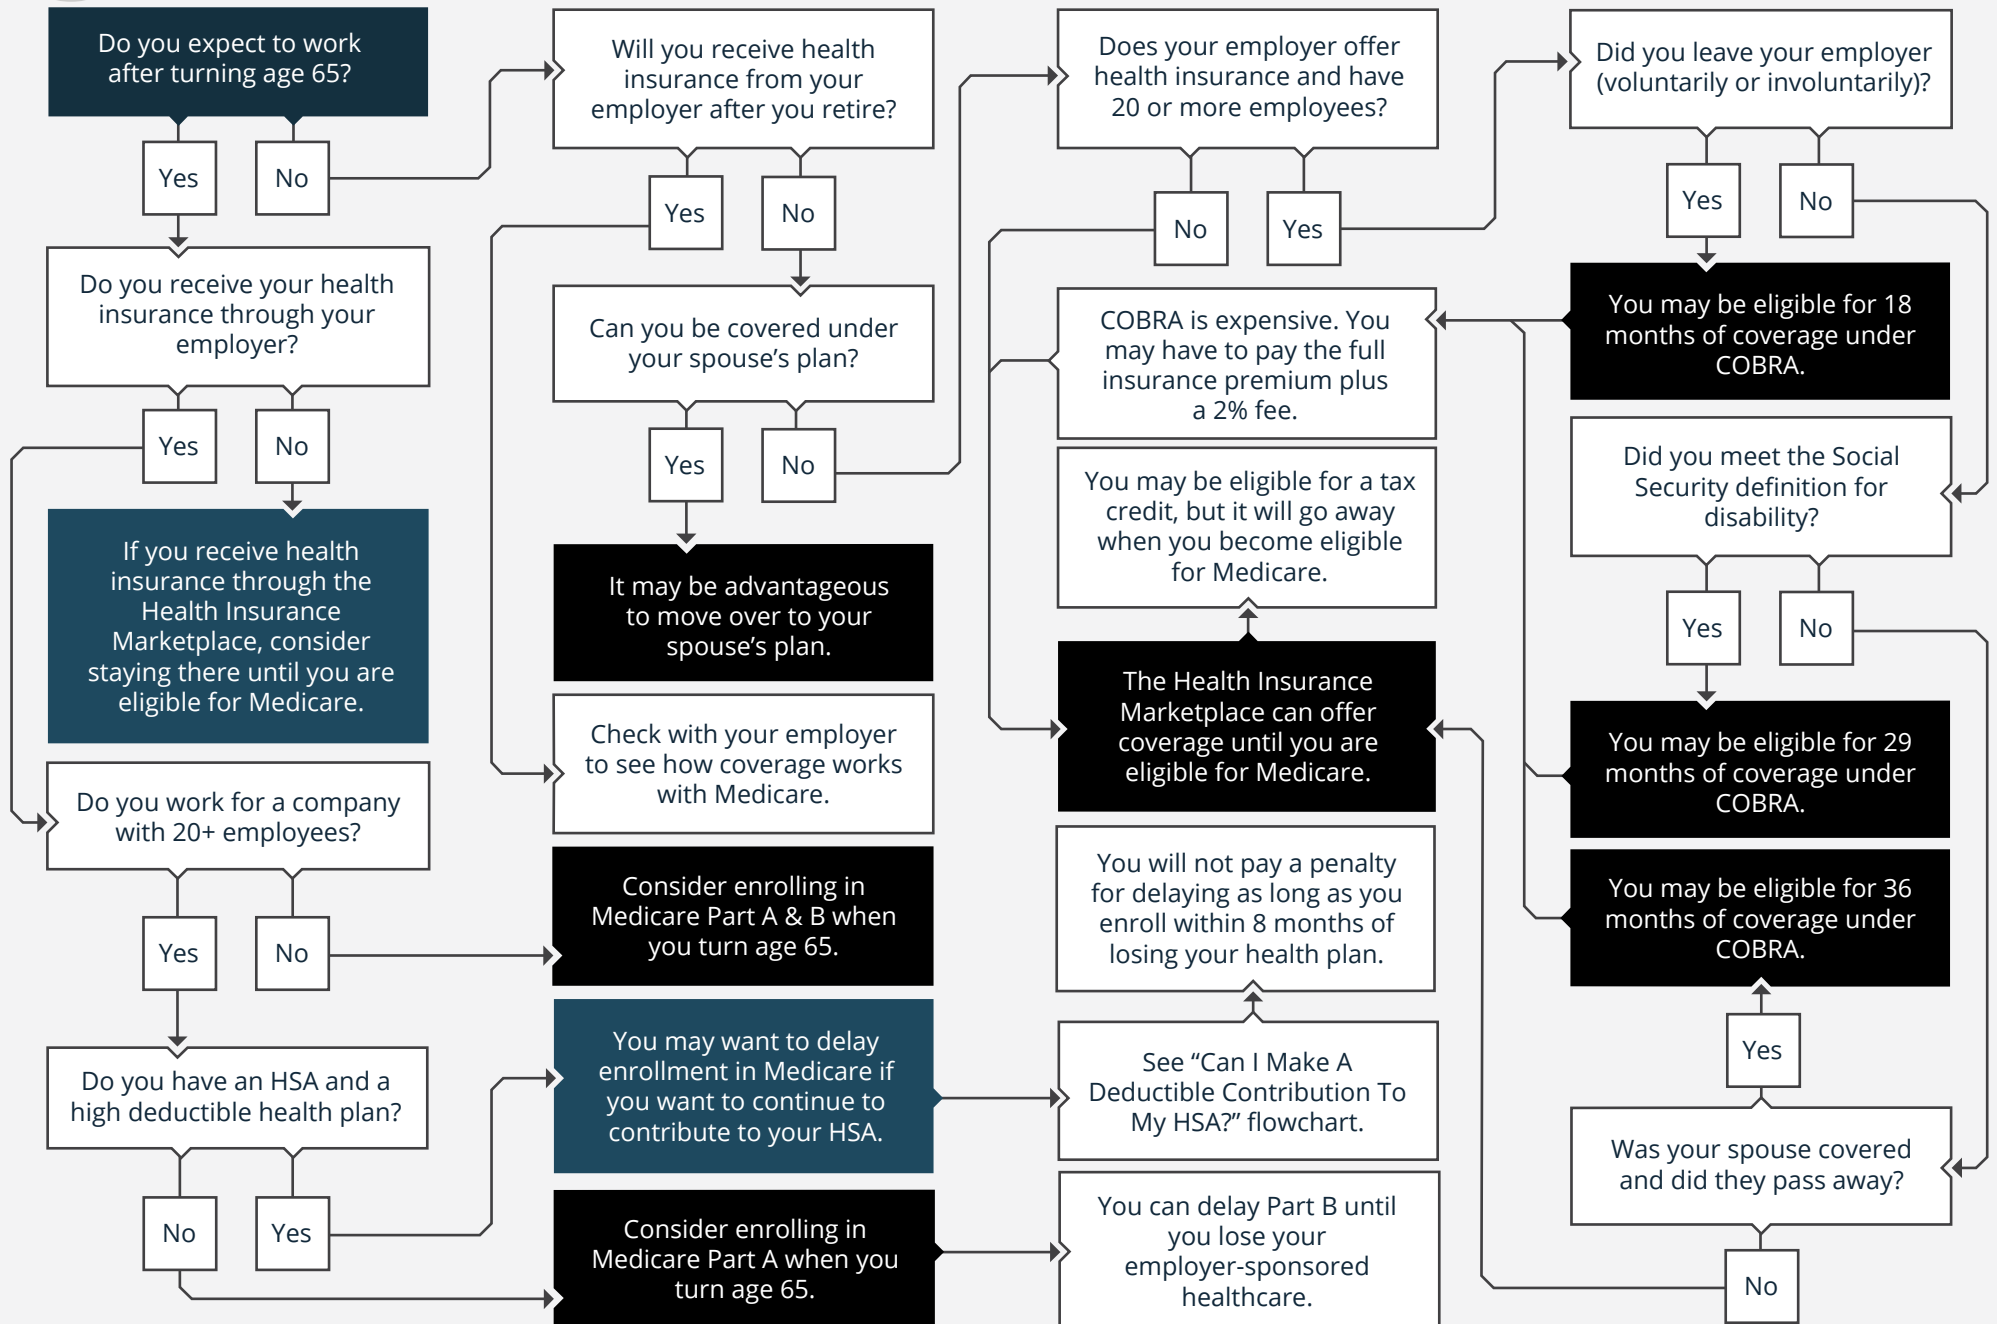 Do you expect to work
after turning age 65?
Yes
No
Do you receive your health
insurance through your
employer?
Yes
No
If you receive health
insurance through the
Health Insurance
Marketplace, consider
staying there until you are
eligible for Medicare.
Do you work for a company
with 20+ employees?
Yes
No
Do you have an HSA and a
high deductible health plan?
No
Yes
Will you receive health
insurance from your
employer after you retire?
Yes
No
Can you be covered under
your spouse’s plan?
Yes
No
It may be advantageous
to move over to your
spouse’s plan.
Check with your employer
to see how coverage works
with Medicare.
Consider enrolling in
Medicare Part A & B when
you turn age 65.
You may want to delay
enrollment in Medicare if
you want to continue to
contribute to your HSA.
Consider enrolling in
Medicare Part A when you
turn age 65.
Does your employer offer
health insurance and have
20 or more employees?
No
Yes
COBRA is expensive. You
may have to pay the full
insurance premium plus
a 2% fee.
You may be eligible for a tax
credit, but it will go away
when you become eligible
for Medicare.
The Health Insurance
Marketplace can offer
coverage until you are
eligible for Medicare.
You will not pay a penalty
for delaying as long as you
enroll within 8 months of
losing your health plan.
See “Can I Make A
Deductible Contribution To
My HSA?” flowchart.
You can delay Part B until
you lose your
employer-sponsored
healthcare.
Did you leave your employer
(voluntarily or involuntarily)?
Yes
No
You may be eligible for 18
months of coverage under
COBRA.
Did you meet the Social
Security definition for
disability?
Yes
No
You may be eligible for 29
months of coverage under
COBRA.
You may be eligible for 36
months of coverage under
COBRA.
Yes
Was your spouse covered
and did they pass away?
No